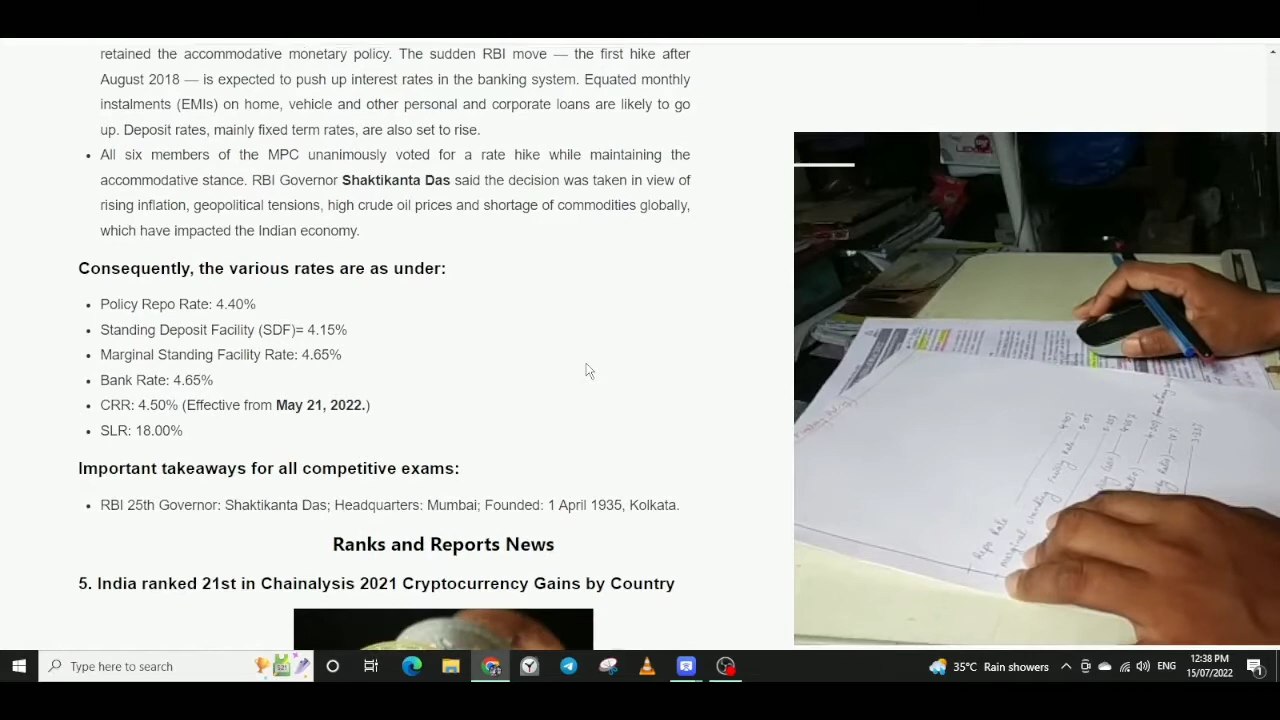 retained the accommodative monetary policy. The sudden RBI move — the first hike after
August 2018 — is expected to push up interest rates in the banking system. Equated monthly
instalments (EMIs) on home, vehicle and other personal and corporate loans are likely to go
up. Deposit rates, mainly fixed term rates, are also set to rise.
• All six members of the MPC unanimously voted for a rate hike while maintaining the
accommodative stance. RBI Governor Shaktikanta Das said the decision was taken in view of
rising inflation, geopolitical tensions, high crude oil prices and shortage of commodities globally,
which have impacted the Indian economy.
Consequently, the various rates are as under:
• Policy Repo Rate: 4.40%
• Standing Deposit Facility (SDF)= 4.15%
• Marginal Standing Facility Rate: 4.65%
• Bank Rate: 4.65%
• CRR: 4.50% (Effective from May 21, 2022.)
• SLR: 18.00%
Important takeaways for all competitive exams:
• RBI 25th Governor: Shaktikanta Das; Headquarters: Mumbai; Founded: 1 April 1935, Kolkata.
Ranks and Reports News
5. India ranked 21st in Chainalysis 2021 Cryptocurrency Gains by Country
Repo Rate
Marginal Standing Facility Rate
Type here to search
35°C Rain showers
ENG
12:38 PM
15/07/2022